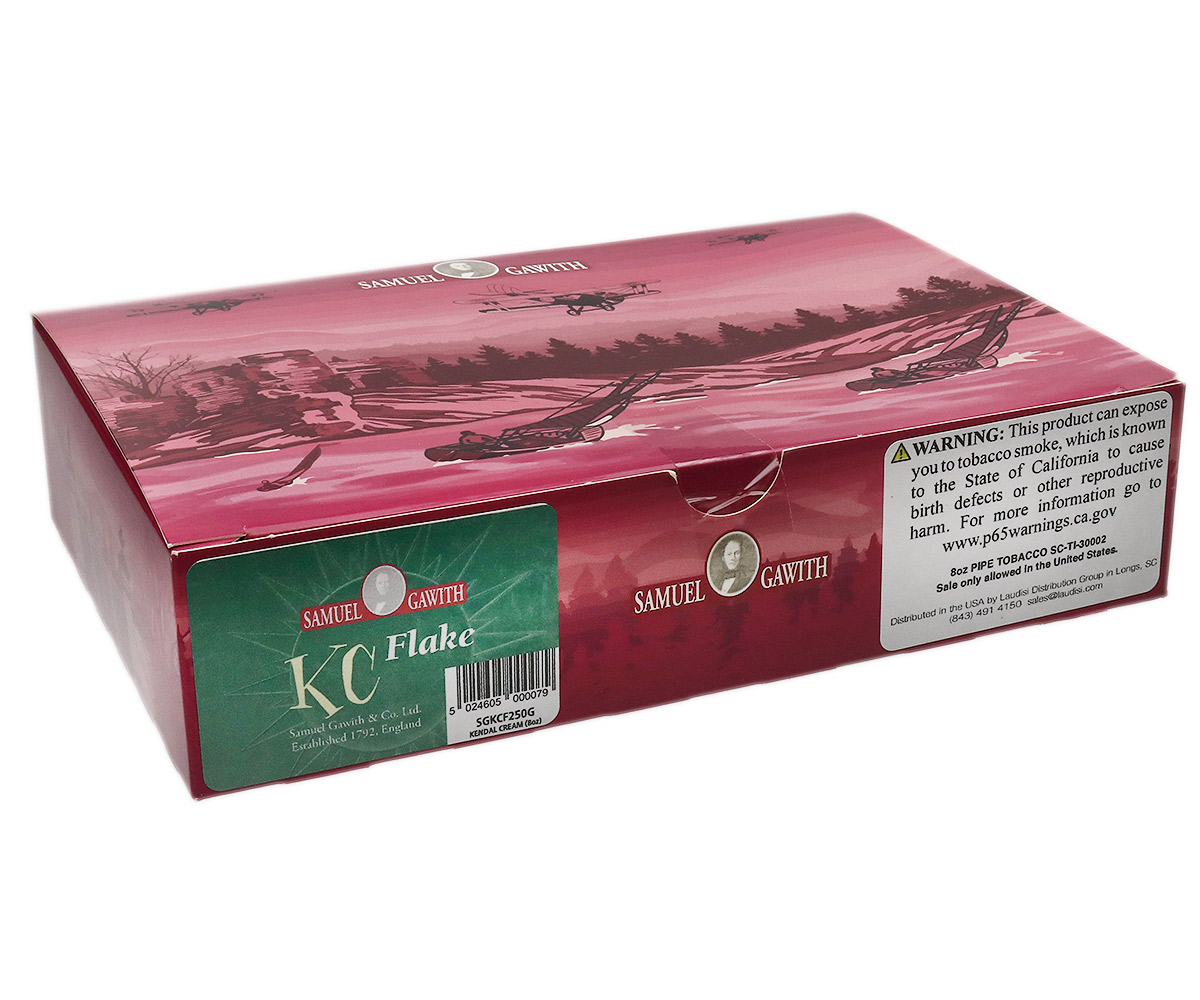 SAMUEL GAWITH
SAMUEL GAWITH
KC Flake
Samuel Gawith & Co. Ltd.
Established 1792, England
5 024605 000079
SGKCF250G
KENDAL CREAM (8oz)
SAMUEL GAWITH
WARNING: This product can expose
you to tobacco smoke, which is known
to the State of California to cause
birth defects or other reproductive
harm. For more information go to
www.p65warnings.ca.gov
8oz PIPE TOBACCO SC-TI-30002
Sale only allowed in the United States.
Distributed in the USA by Laudisi Distribution Group in Longs, SC
(843) 491 4150 sales@laudisi.com